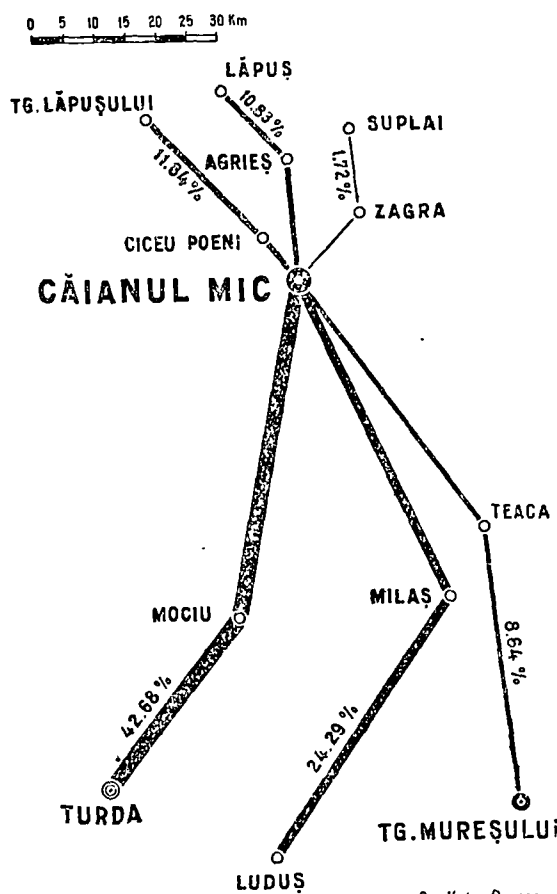 0 5 10 15 20 25 30 Km
LĂPUȘ
TG. LĂPUȘULUI
10.83%
SUPLAI
11.84%
AGRIEȘ
1.72%
ZAGRA
CICEU POENI
CĂIANUL MIC
TEACA
MOCIU
MILAȘ
8.64%
42.68 %
24.29 %
TURDA
TG. MUREȘULUI
LUDUȘ